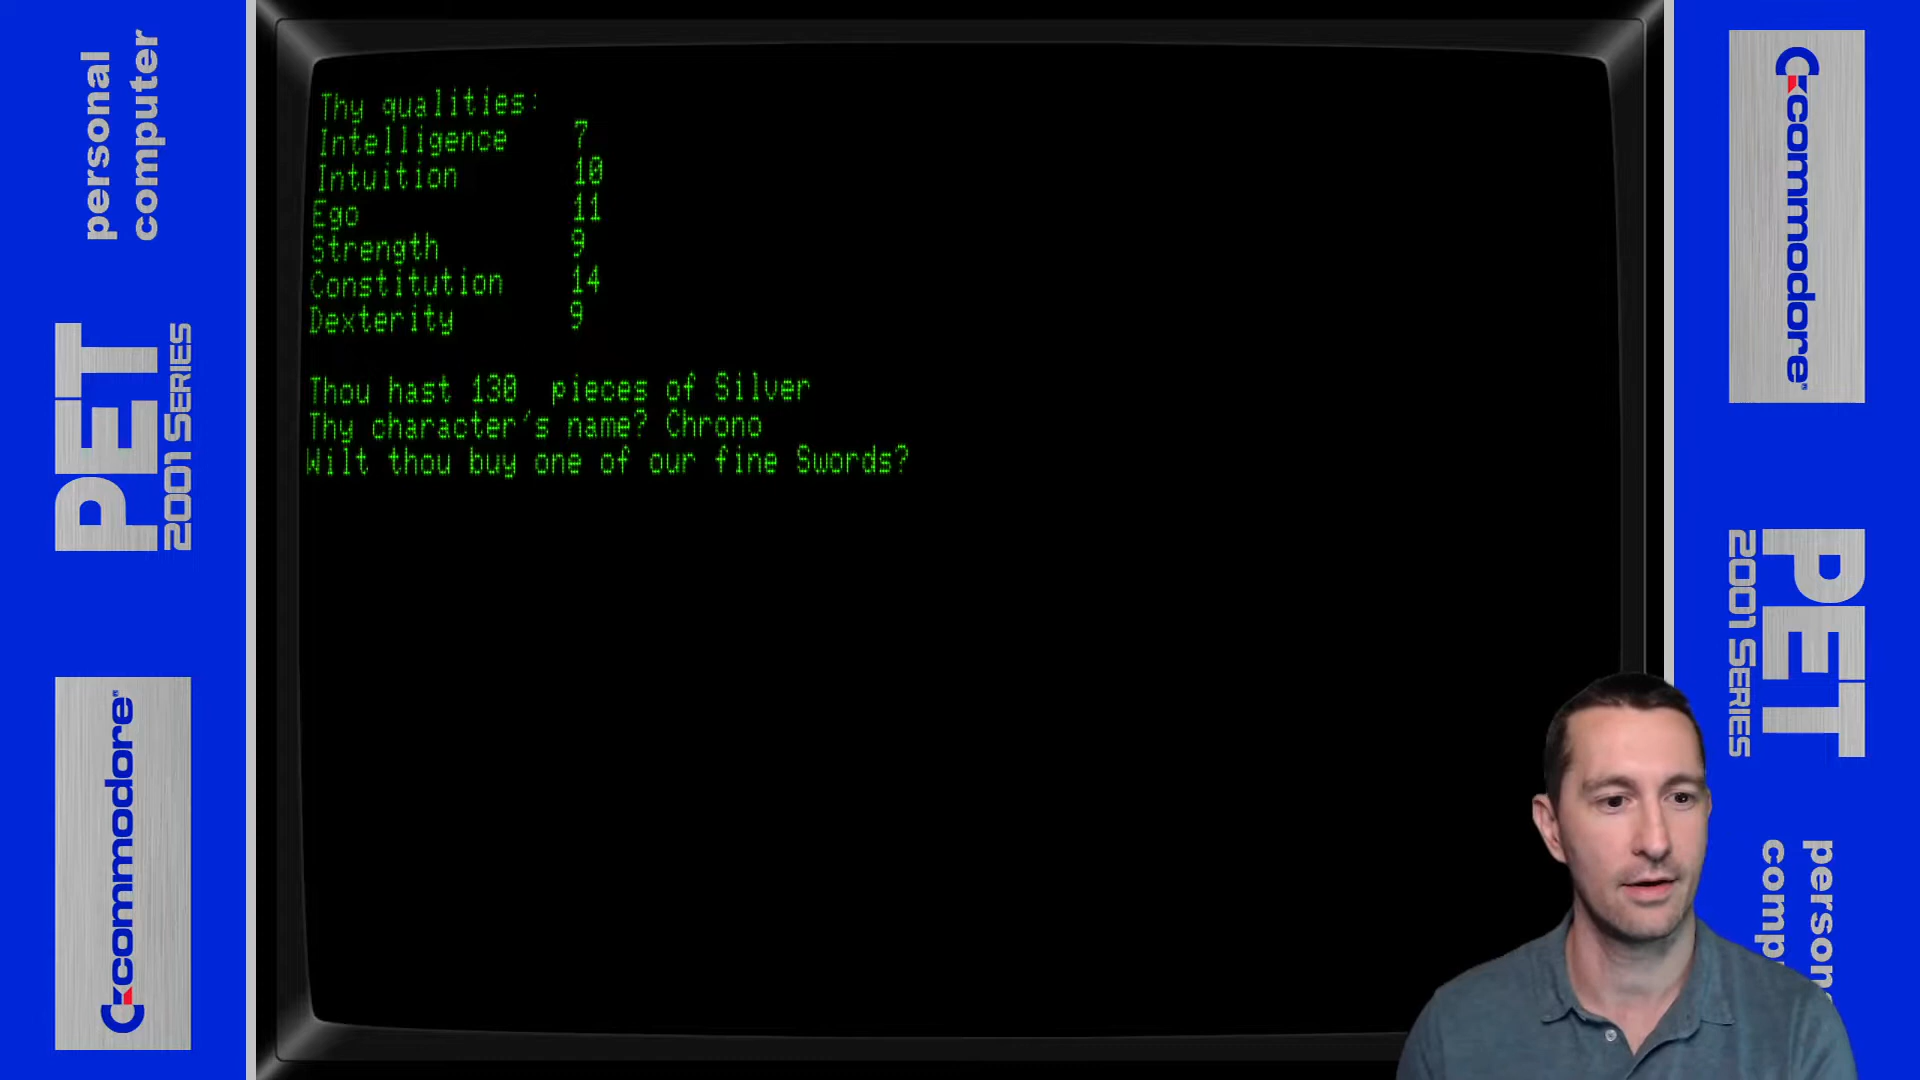 personal
computer
PET
2001 SERIES
commodore®
Thy qualities:
Intelligence 7
Intuition 10
Ego 11
Strength 9
Constitution 14
Dexterity 9
Thou hast 130 pieces of Silver
Thy character's name? Chrono
Wilt thou buy one of our fine Swords?
commodore®
PET
2001 SERIES
person
comp